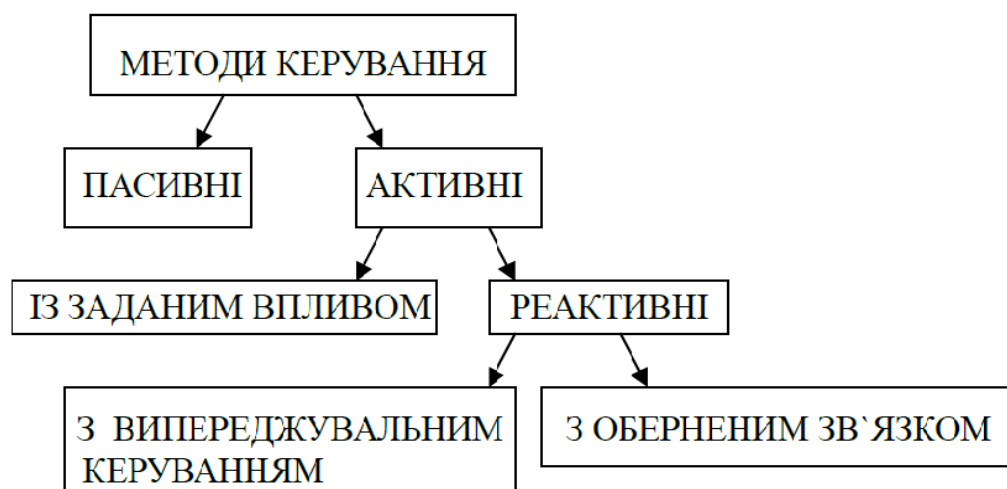 МЕТОДИ КЕРУВАННЯ
ПАСИВНІ
АКТИВНІ
ІЗ ЗАДАНИМ ВПЛИВОМ
РЕАКТИВНІ
З ВИПЕРЕДЖУВАЛЬНИМ
КЕРУВАННЯМ
З ОБЕРНЕНИМ ЗВ`ЯЗКОМ